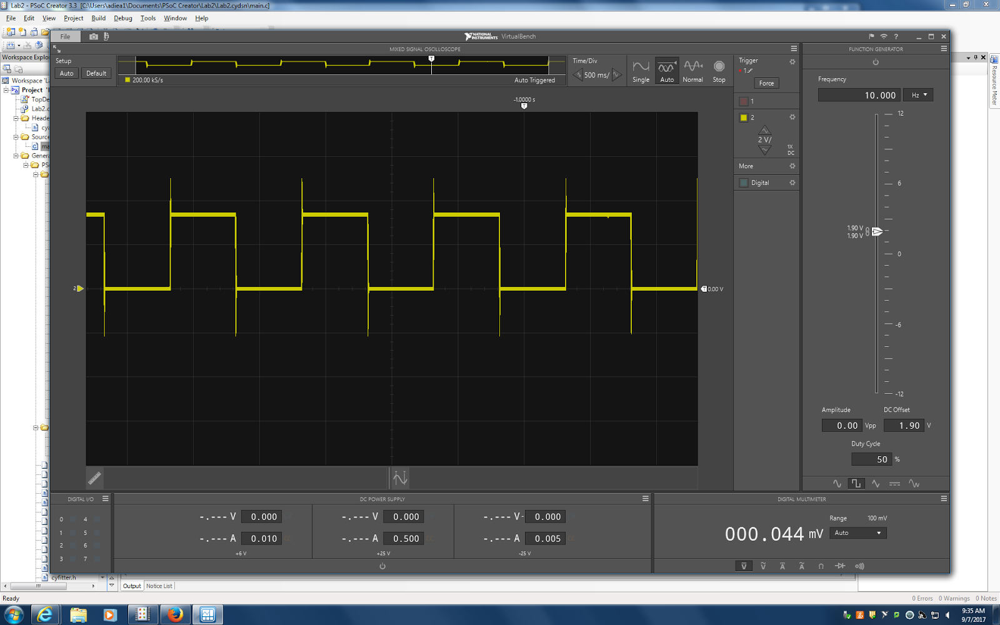 Lab2 - PSoC Creator 3.3 [C:\Users\adiea1\Documents\PSoC Creator\Lab2\Lab2.cydsn\main.c]
File Edit View Project Build Debug Tools Window Help
File
NATIONAL INSTRUMENTS VirtualBench
?
Workspace Explo
Workspace 'La
Project '
TopDe
Lab2.c
Heade
cya
Source
ma
Genera
PS
cyfitter.h
MIXED SIGNAL OSCILLOSCOPE
Setup
Auto Default
T
200.00 kS/s
Auto Triggered
Time/Div
500 ms/
Single Auto Normal Stop
-1.0000 s
T
2
T 0.00 V
Trigger
1
Force
1
2
2 V/
1X
DC
More
Digital
FUNCTION GENERATOR
Frequency
10.000 Hz
12
6
1.90 V
1.90 V
0
-6
-12
Amplitude DC Offset
0.00 Vpp 1.90 V
Duty Cycle
50 %
Resource Meter
DIGITAL I/O
0 4
1 5
2 6
3 7
DC POWER SUPPLY
-.--- V 0.000 -.--- V 0.000 -.--- V- 0.000
-.--- A 0.010 -.--- A 0.500 -.--- A 0.005
+6 V +25 V -25 V
DIGITAL MULTIMETER
Range 100 mV
000.044 mV Auto
V V A A Ω
Output Notice List
Ready
0 Errors 0 Warnings 0 Notes
9:35 AM
9/7/2017